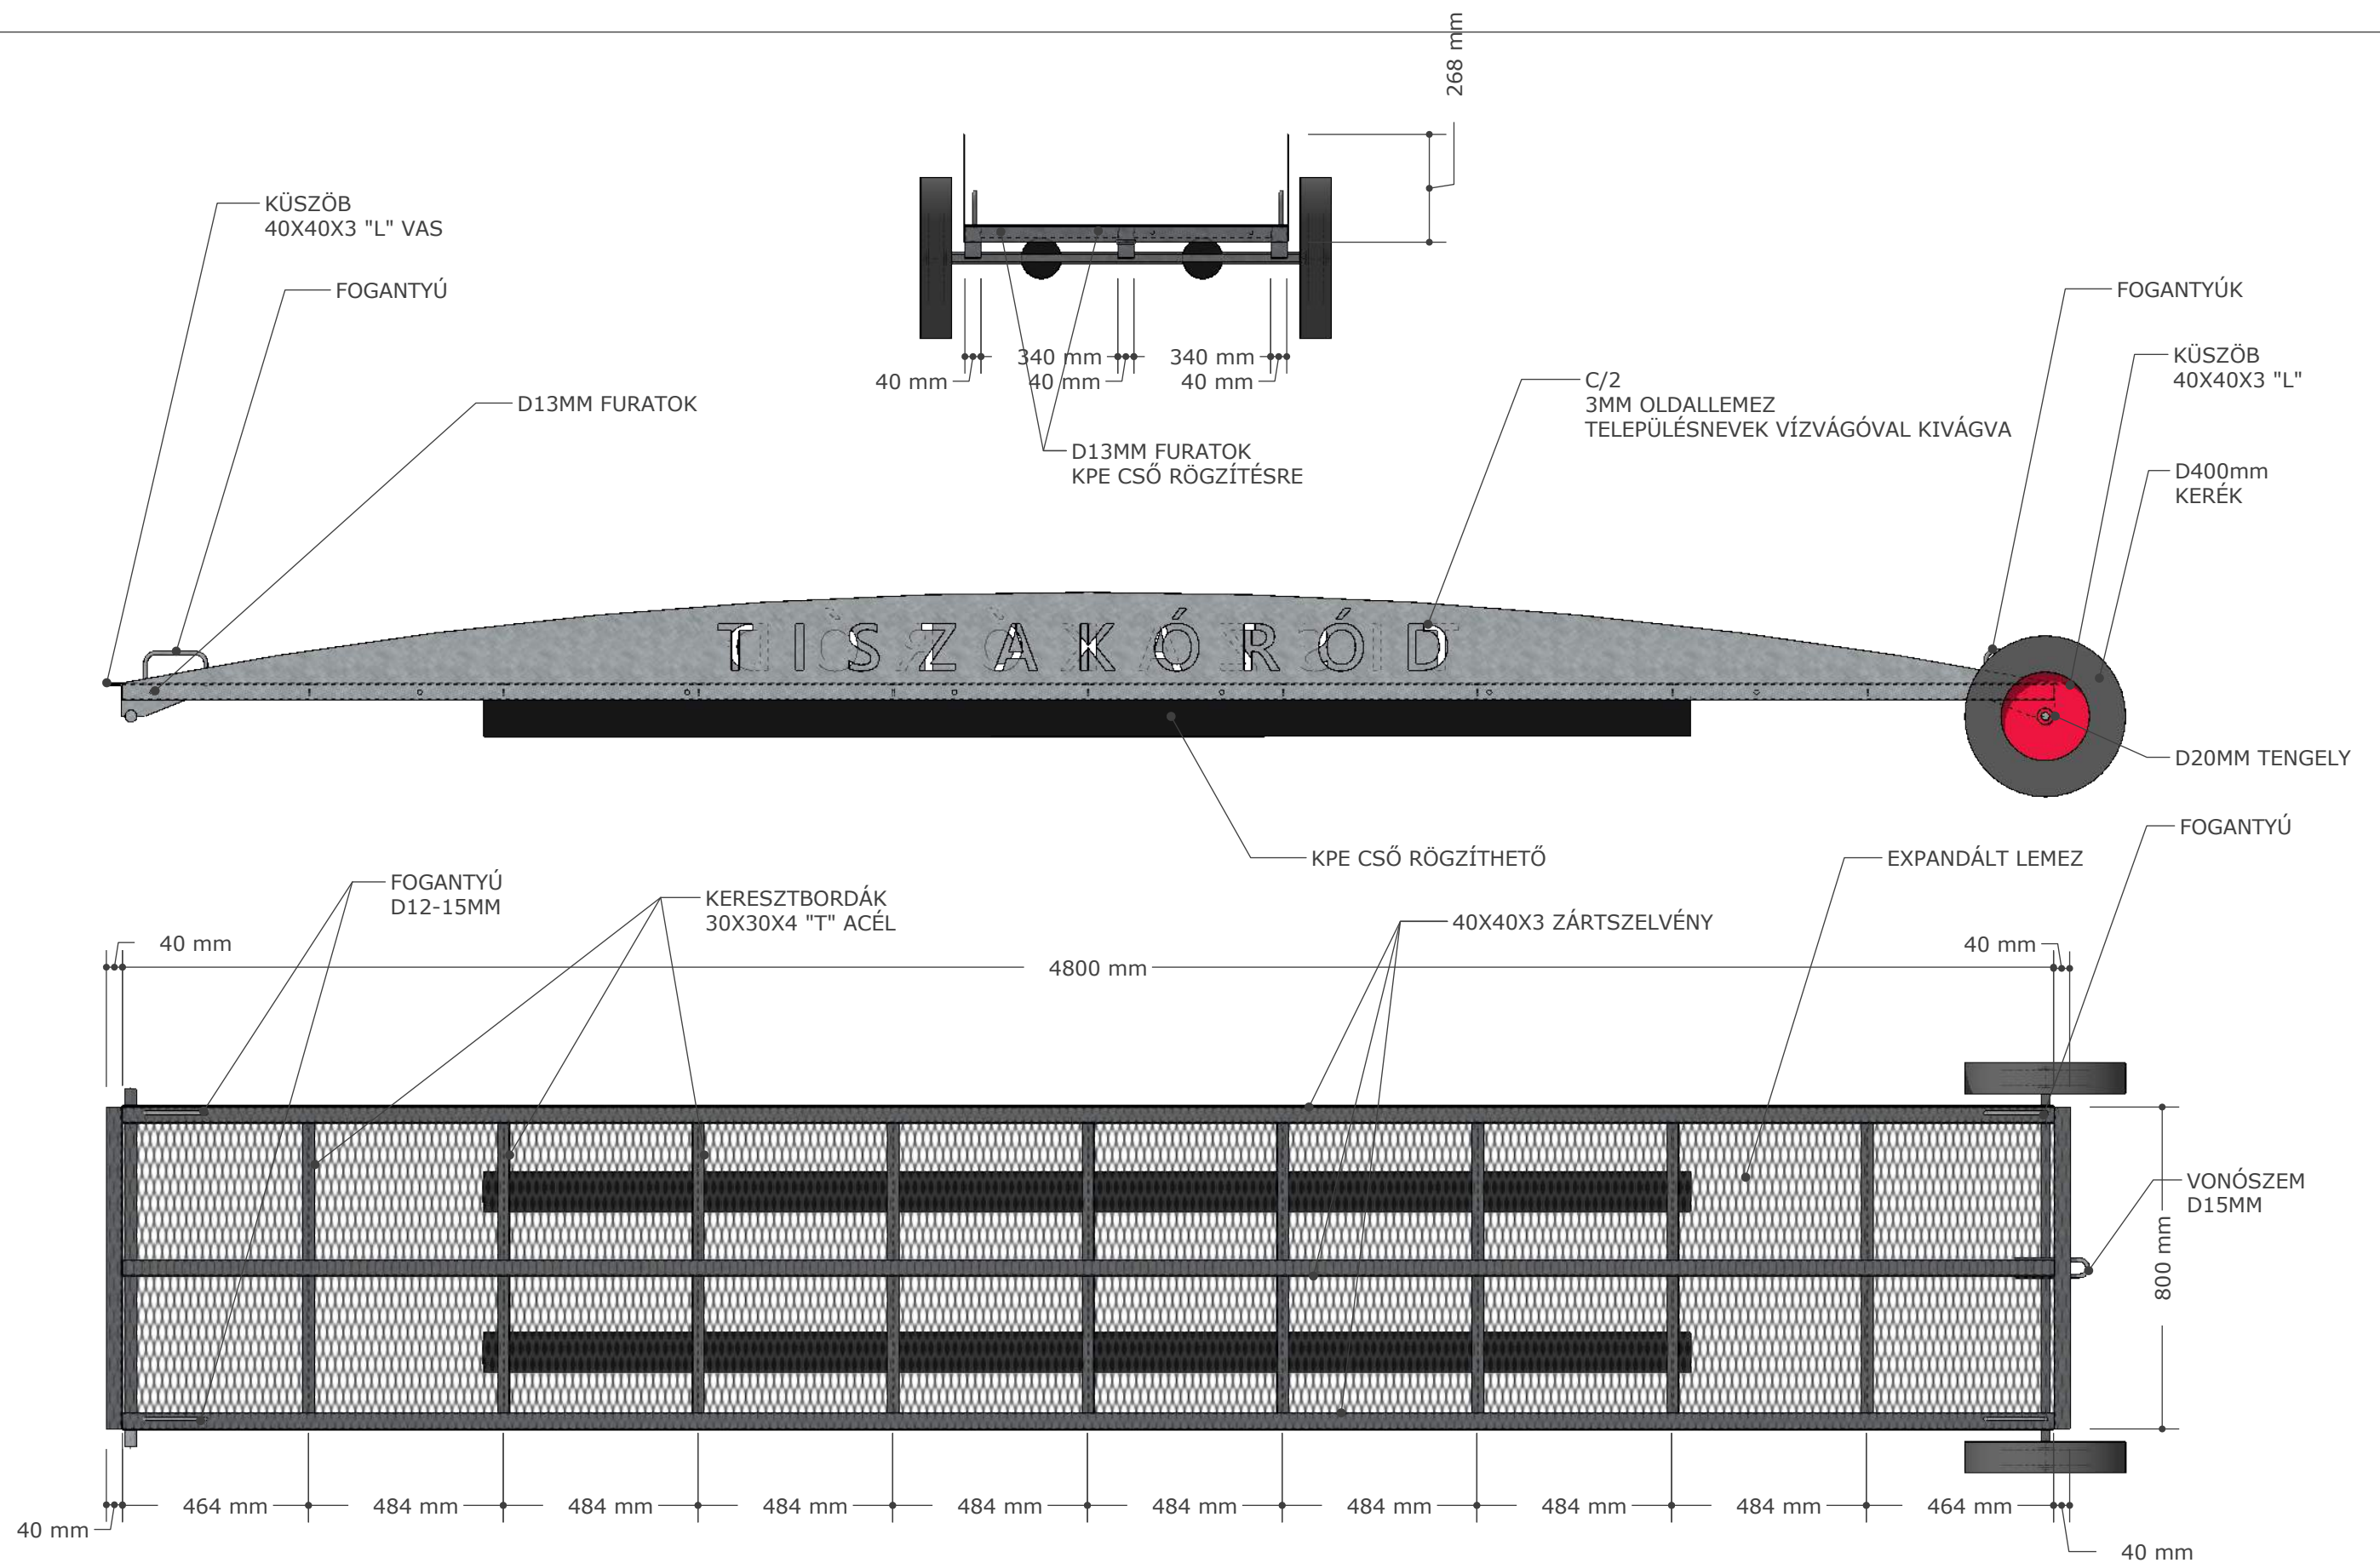 268 mm
KÜSZÖB
40X40X3 "L" VAS
FOGANTYÚ
D13MM FURATOK
340 mm
340 mm
40 mm
40 mm
40 mm
D13MM FURATOK
KPE CSŐ RÖGZÍTÉSRE
FOGANTYÚK
KÜSZÖB
40X40X3 "L"
C/2
3MM OLDALLEMEZ
TELEPÜLÉSNEVEK VÍZVÁGÓVAL KIVÁGVA
D400mm
KERÉK
TISZAKÓRÓD
D20MM TENGELY
KPE CSŐ RÖGZÍTHETŐ
FOGANTYÚ
EXPANDÁLT LEMEZ
FOGANTYÚ
D12-15MM
KERESZTBORDÁK
30X30X4 "T" ACÉL
40X40X3 ZÁRTSZELVÉNY
40 mm
4800 mm
40 mm
VONÓSZEM
D15MM
800 mm
464 mm
484 mm
484 mm
484 mm
484 mm
484 mm
484 mm
484 mm
484 mm
464 mm
40 mm
40 mm